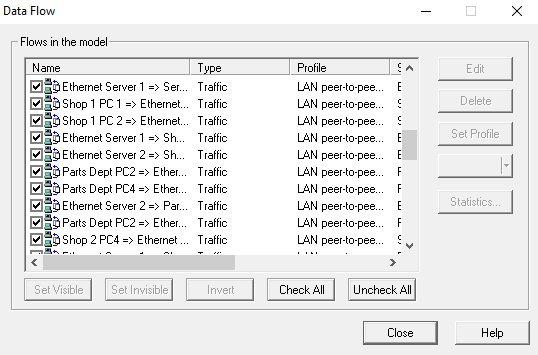 Data Flow
Flows in the model
Name Type Profile S
Ethernet Server 1 => Ser... Traffic LAN peer-to-pee... E
Shop 1 PC 1 => Ethernet... Traffic LAN peer-to-pee... S
Shop 1 PC 2 => Ethernet... Traffic LAN peer-to-pee... S
Ethernet Server 1 => Sh... Traffic LAN peer-to-pee... E
Ethernet Server 2 => Sh... Traffic LAN peer-to-pee... E
Parts Dept PC2 => Ether... Traffic LAN peer-to-pee... P
Parts Dept PC4 => Ether... Traffic LAN peer-to-pee... P
Ethernet Server 2 => Par... Traffic LAN peer-to-pee... E
Parts Dept PC2 => Ether... Traffic LAN peer-to-pee... P
Shop 2 PC4 => Ethernet ... Traffic LAN peer-to-pee... S
Edit
Delete
Set Profile
Statistics...
Set Visible Set Invisible Invert Check All Uncheck All
Close Help